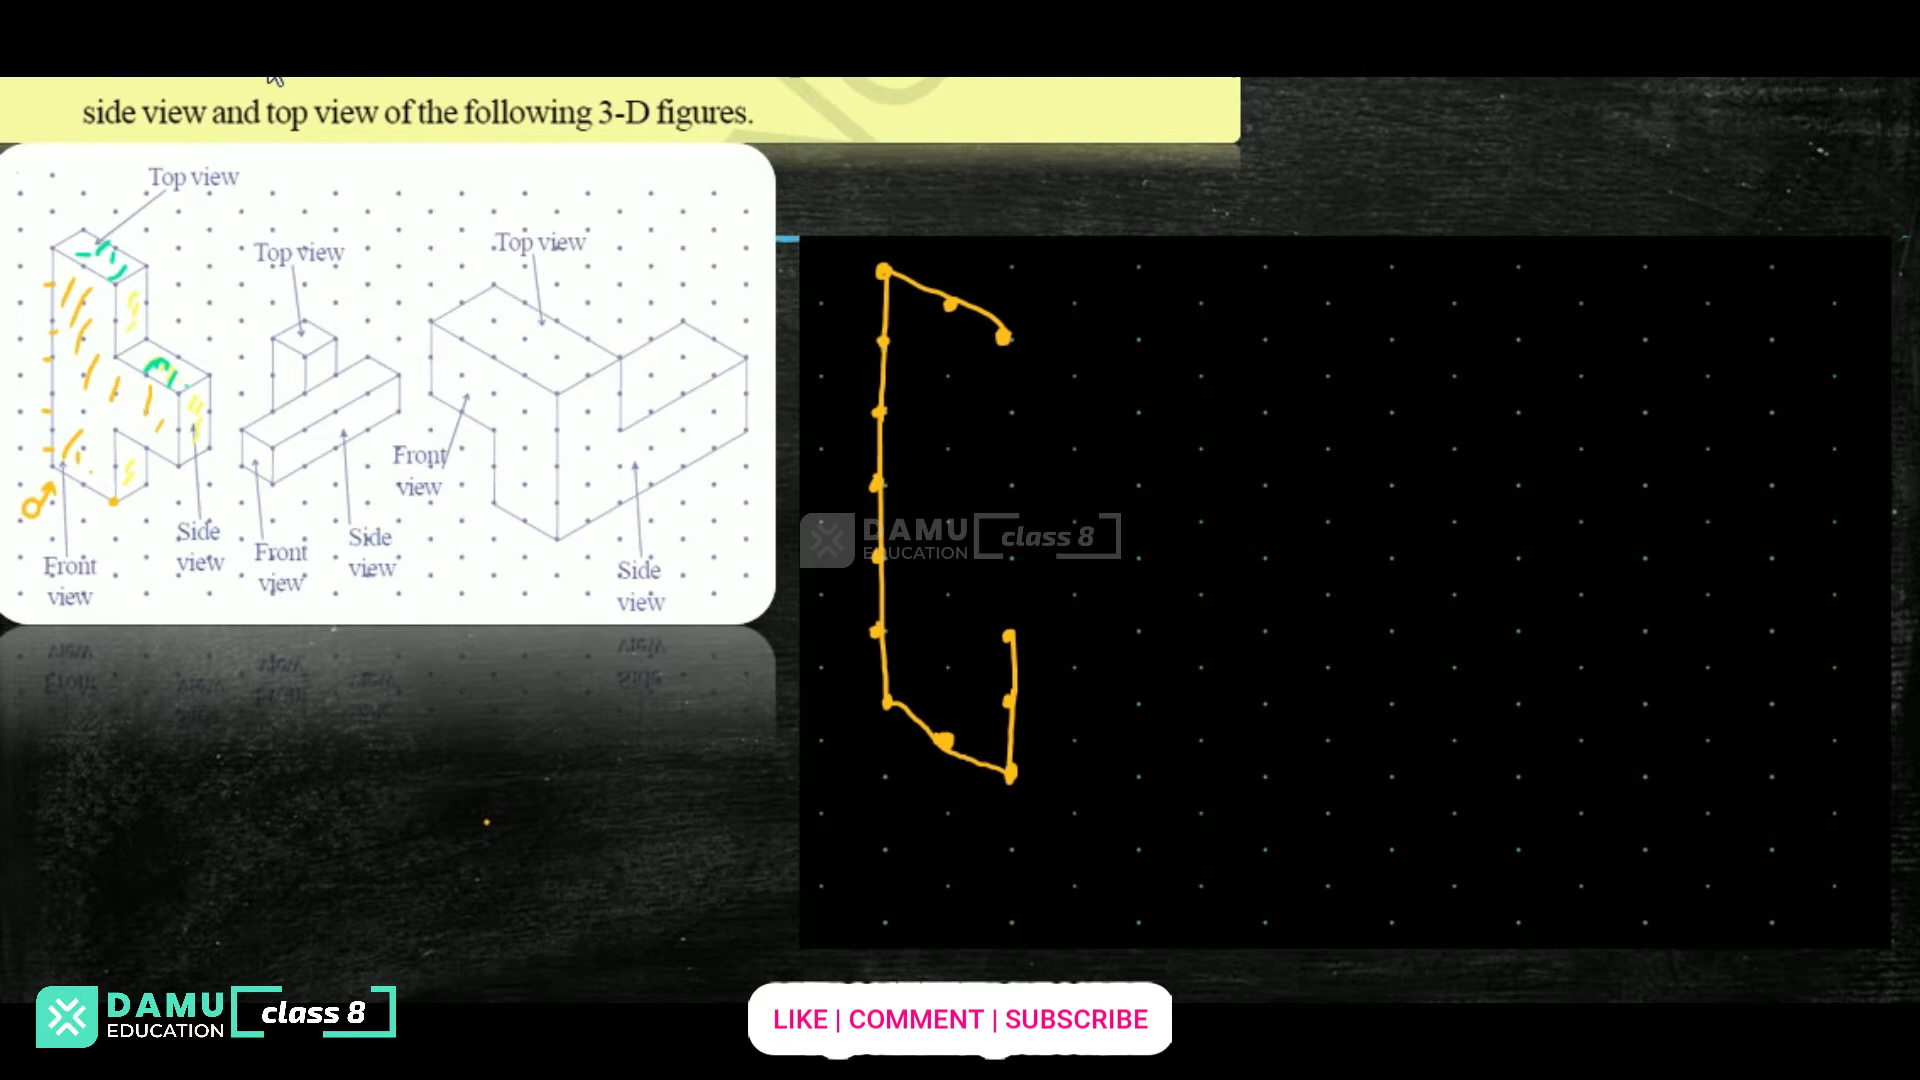 side view and top view of the following 3-D figures.
Top view
Top view
Top view
Front
view
Side
view
Front
view
Side
view
Front
view
Side
view
DAMU
EDUCATION
class 8
DAMU
EDUCATION
class 8
LIKE | COMMENT | SUBSCRIBE